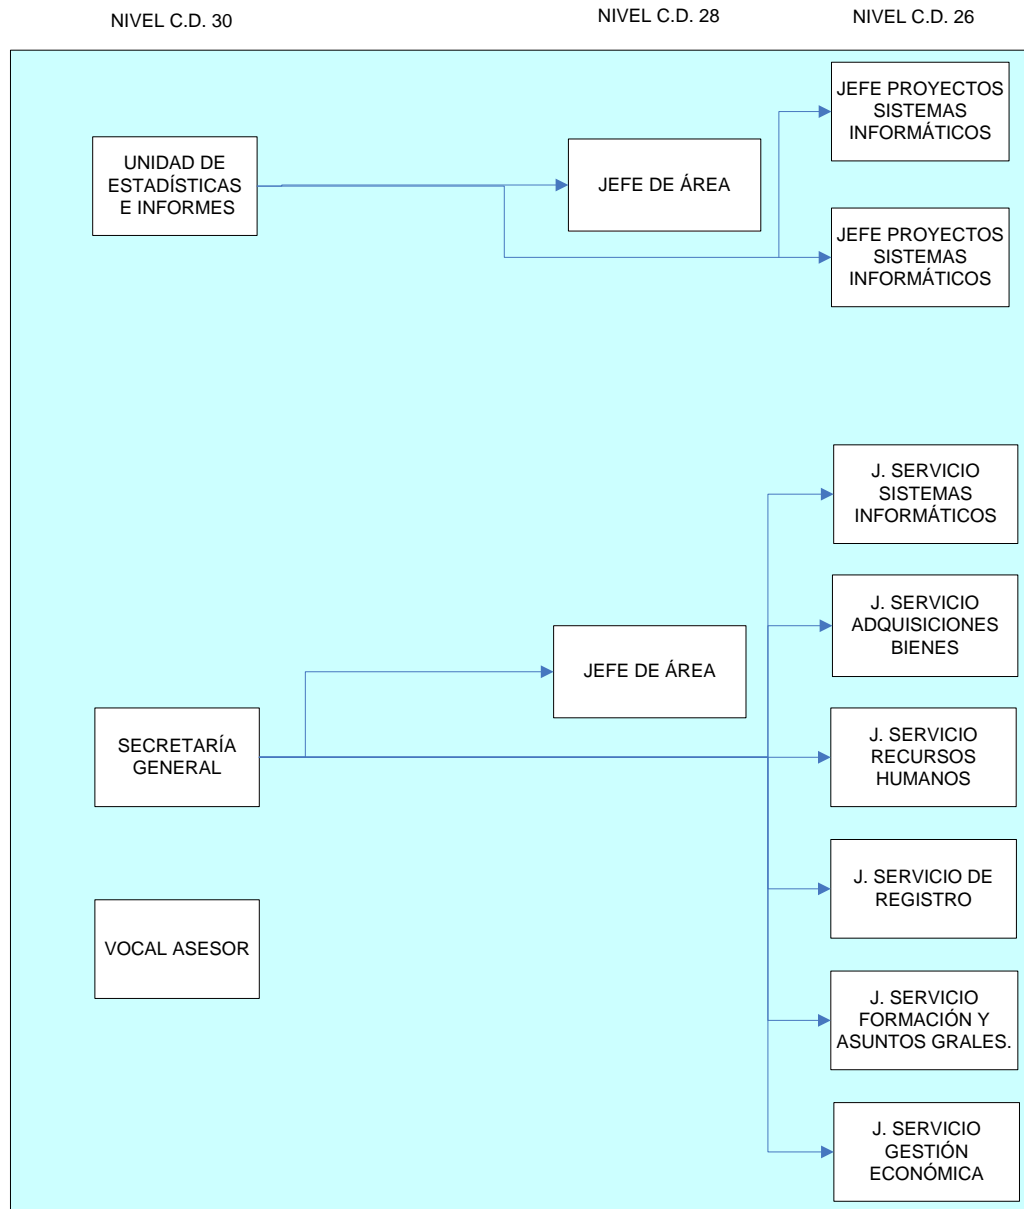 NIVEL C.D. 30
NIVEL C.D. 28
NIVEL C.D. 26
JEFE PROYECTOS
SISTEMAS
INFORMÁTICOS
UNIDAD DE
ESTADÍSTICAS
E INFORMES
JEFE DE ÁREA
JEFE PROYECTOS
SISTEMAS
INFORMÁTICOS
J. SERVICIO
SISTEMAS
INFORMÁTICOS
J. SERVICIO
ADQUISICIONES
BIENES
JEFE DE ÁREA
SECRETARÍA
GENERAL
J. SERVICIO
RECURSOS
HUMANOS
J. SERVICIO DE
REGISTRO
VOCAL ASESOR
J. SERVICIO
FORMACIÓN Y
ASUNTOS GRALES.
J. SERVICIO
GESTIÓN
ECONÓMICA